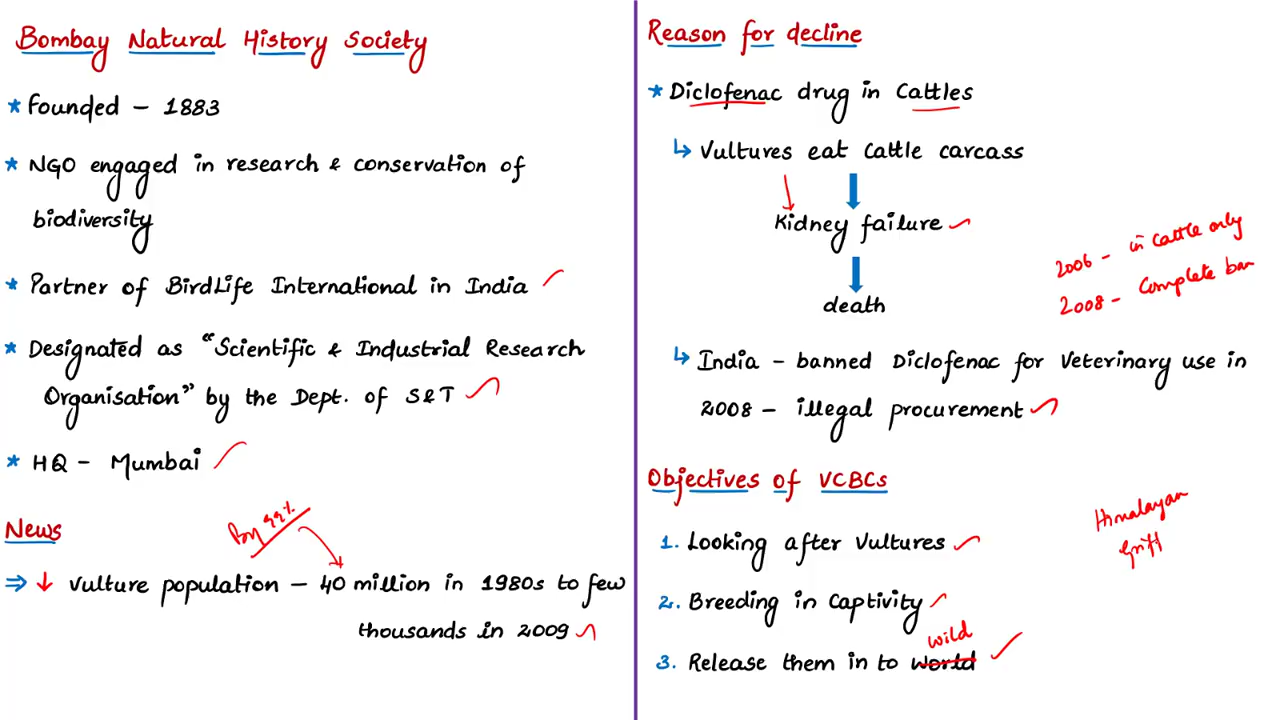 Bombay Natural History Society
* Founded – 1883
* NGO engaged in research & conservation of
biodiversity
* Partner of BirdLife International in India
* Designated as "Scientific & Industrial Research
Organisation" by the Dept. of S&T
* HQ – Mumbai
News
By 99%
⇒ ↓ Vulture population – 40 million in 1980s to few
thousands in 2009
Reason for decline
* Diclofenac drug in Cattles
↳ Vultures eat Cattle carcass
Kidney failure
death
2006 – in Cattle only
2008 – Complete ban
↳ India – banned Diclofenac for Veterinary use in
2008 – illegal procurement
Objectives of VCBCs
1. Looking after Vultures
2. Breeding in Captivity
wild
3. Release them in to world
Himalayan
Griff